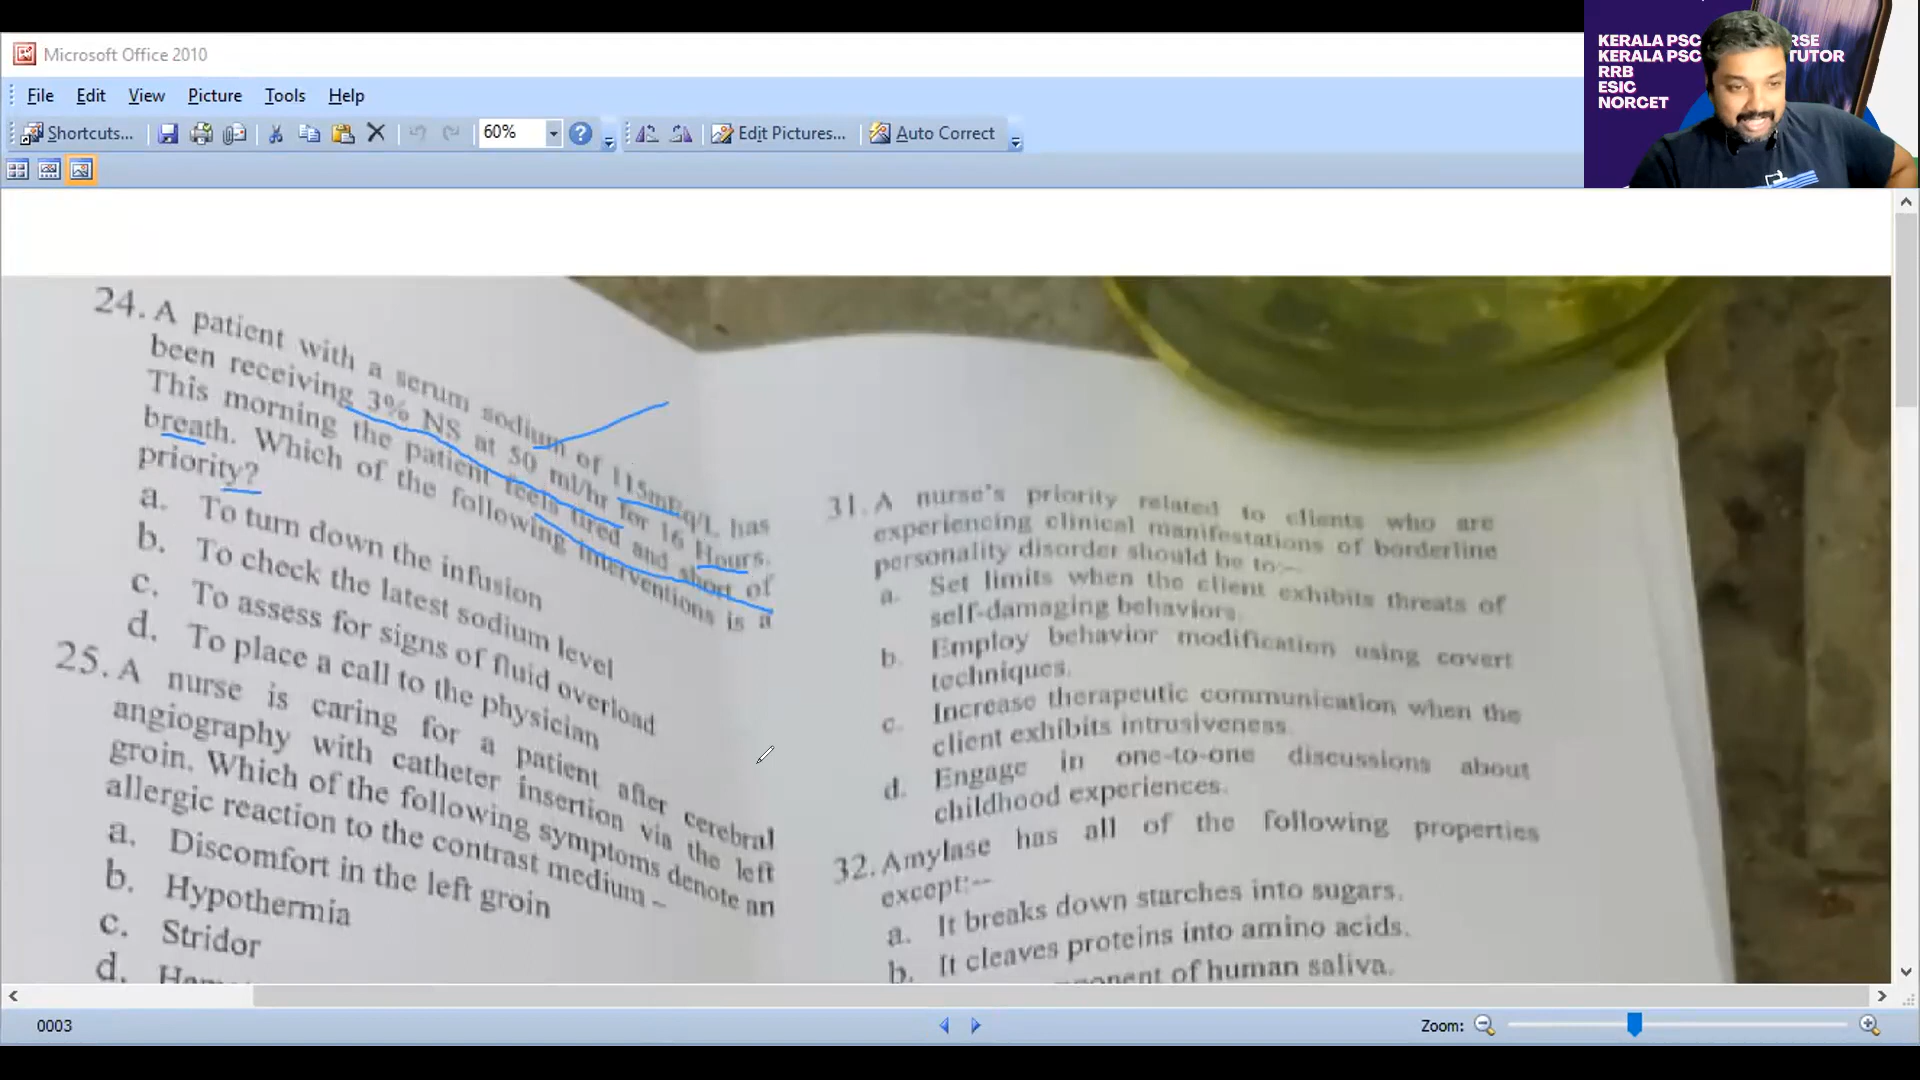 Microsoft Office 2010
File Edit View Picture Tools Help
Shortcuts... 60% Edit Pictures... Auto Correct
KERALA PSC RSE
KERALA PSC TUTOR
RRB
ESIC
NORCET
24. A patient with a serum sodium of 115mEq/L has
been receiving 3% NS at 50 ml/hr for 16 Hours.
This morning the patient feels tired and short of
breath. Which of the following interventions is a
priority?
a. To turn down the infusion
b. To check the latest sodium level
c. To assess for signs of fluid overload
d. To place a call to the physician
25. A nurse is caring for a patient after cerebral
angiography with catheter insertion via the left
groin. Which of the following symptoms denote an
allergic reaction to the contrast medium –
a. Discomfort in the left groin
b. Hypothermia
c. Stridor
d.
31. A nurse's priority related to clients who are
experiencing clinical manifestations of borderline
personality disorder should be to:--
a. Set limits when the client exhibits threats of
self-damaging behaviors.
b. Employ behavior modification using covert
techniques.
c. Increase therapeutic communication when the
client exhibits intrusiveness.
d. Engage in one-to-one discussions about
childhood experiences.
32. Amylase has all of the following properties
except:--
a. It breaks down starches into sugars.
b. It cleaves proteins into amino acids.
ponent of human saliva.
0003
Zoom: